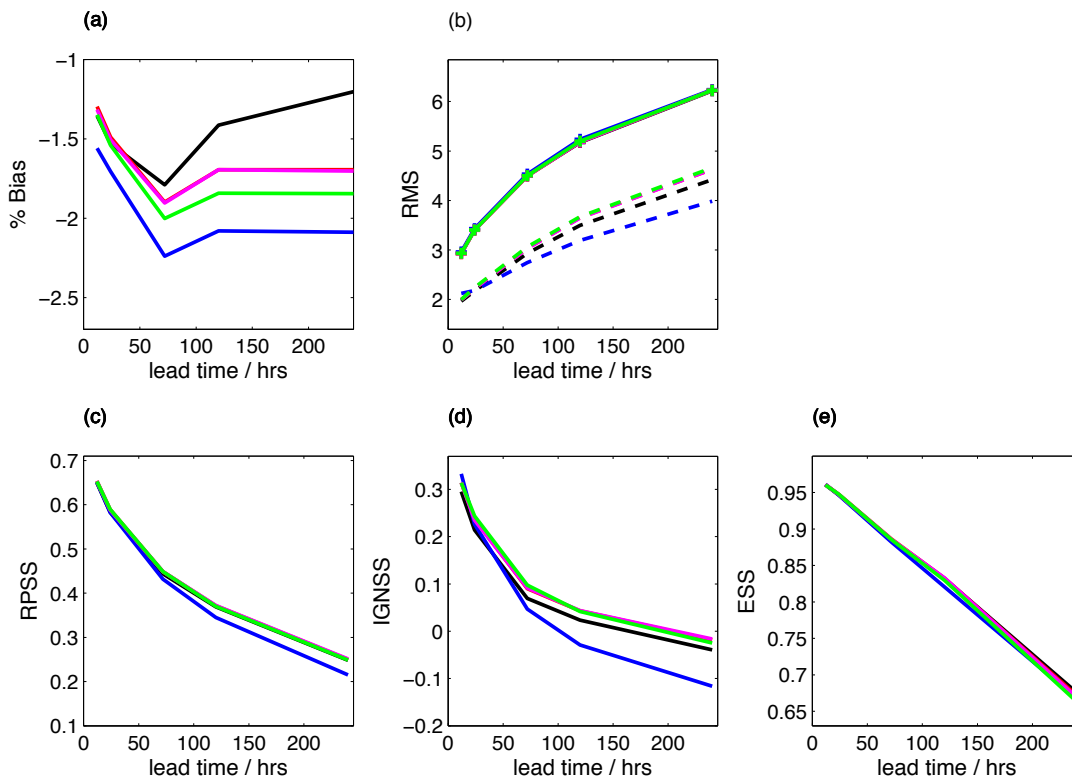 (a)
(b)
−1
−1.5
−2
−2.5
% Bias
0 50 100 150 200
lead time / hrs
6
5
4
3
2
RMS
0 50 100 150 200
lead time / hrs
(c)
(d)
(e)
0.7
0.6
0.5
0.4
0.3
0.2
0.1
RPSS
0 50 100 150 200
lead time / hrs
0.3
0.2
0.1
0
−0.1
−0.2
IGNSS
0 50 100 150 200
lead time / hrs
0.95
0.9
0.85
0.8
0.75
0.7
0.65
ESS
0 50 100 150 200
lead time / hrs